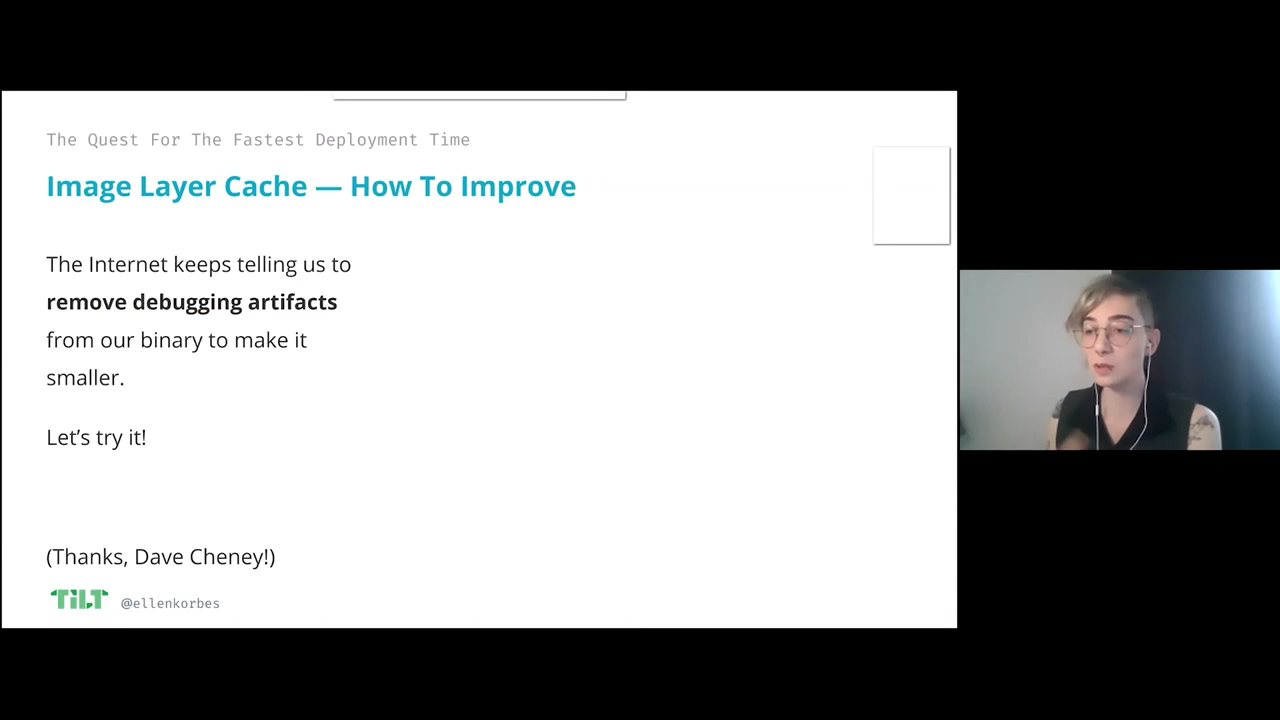 The Quest For The Fastest Deployment Time
Image Layer Cache — How To Improve
The Internet keeps telling us to
remove debugging artifacts
from our binary to make it
smaller.
Let’s try it!
(Thanks, Dave Cheney!)
TILT @ellenkorbes